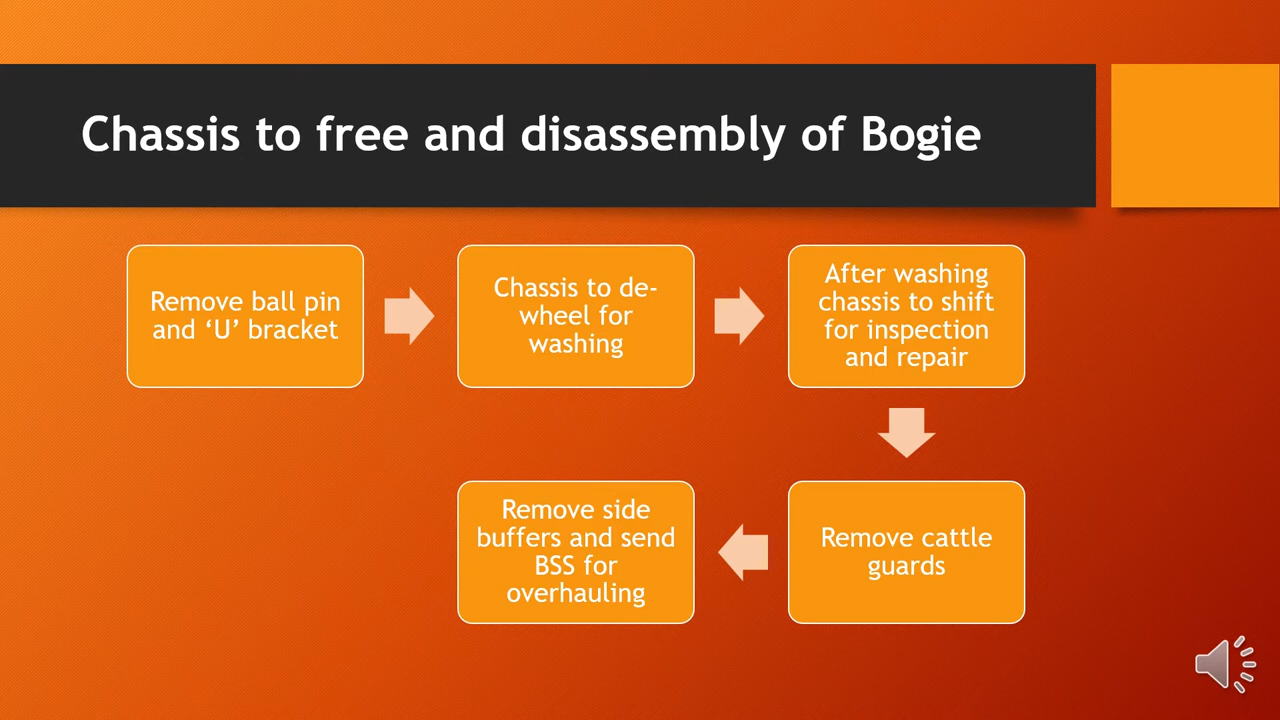 Chassis to free and disassembly of Bogie
Remove ball pin
and ‘U’ bracket
Chassis to de-
wheel for
washing
After washing
chassis to shift
for inspection
and repair
Remove cattle
guards
Remove side
buffers and send
BSS for
overhauling